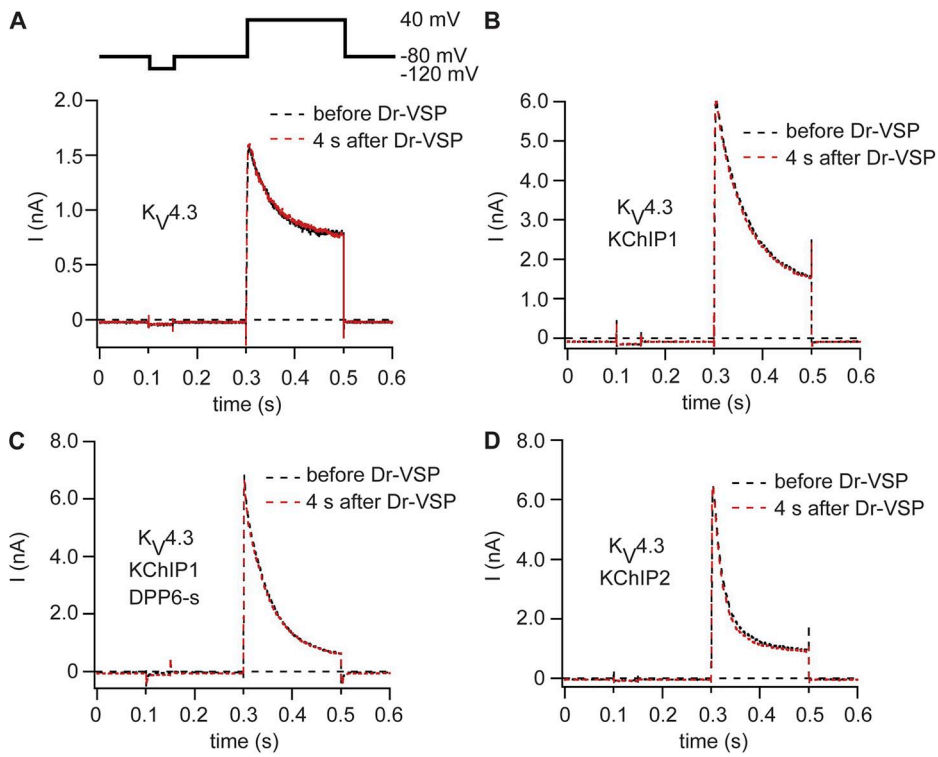 A
40 mV
-80 mV
-120 mV
2.0
1.5
1.0
0.5
0
I (nA)
before Dr-VSP
4 s after Dr-VSP
KV4.3
0 0.1 0.2 0.3 0.4 0.5 0.6
time (s)
B
6.0
5.0
4.0
3.0
2.0
1.0
0
I (nA)
before Dr-VSP
4 s after Dr-VSP
KV4.3
KChIP1
0 0.1 0.2 0.3 0.4 0.5 0.6
time (s)
C
8.0
6.0
4.0
2.0
0
I (nA)
before Dr-VSP
4 s after Dr-VSP
KV4.3
KChIP1
DPP6-s
0 0.1 0.2 0.3 0.4 0.5 0.6
time (s)
D
8.0
6.0
4.0
2.0
0
I (nA)
before Dr-VSP
4 s after Dr-VSP
KV4.3
KChIP2
0 0.1 0.2 0.3 0.4 0.5 0.6
time (s)